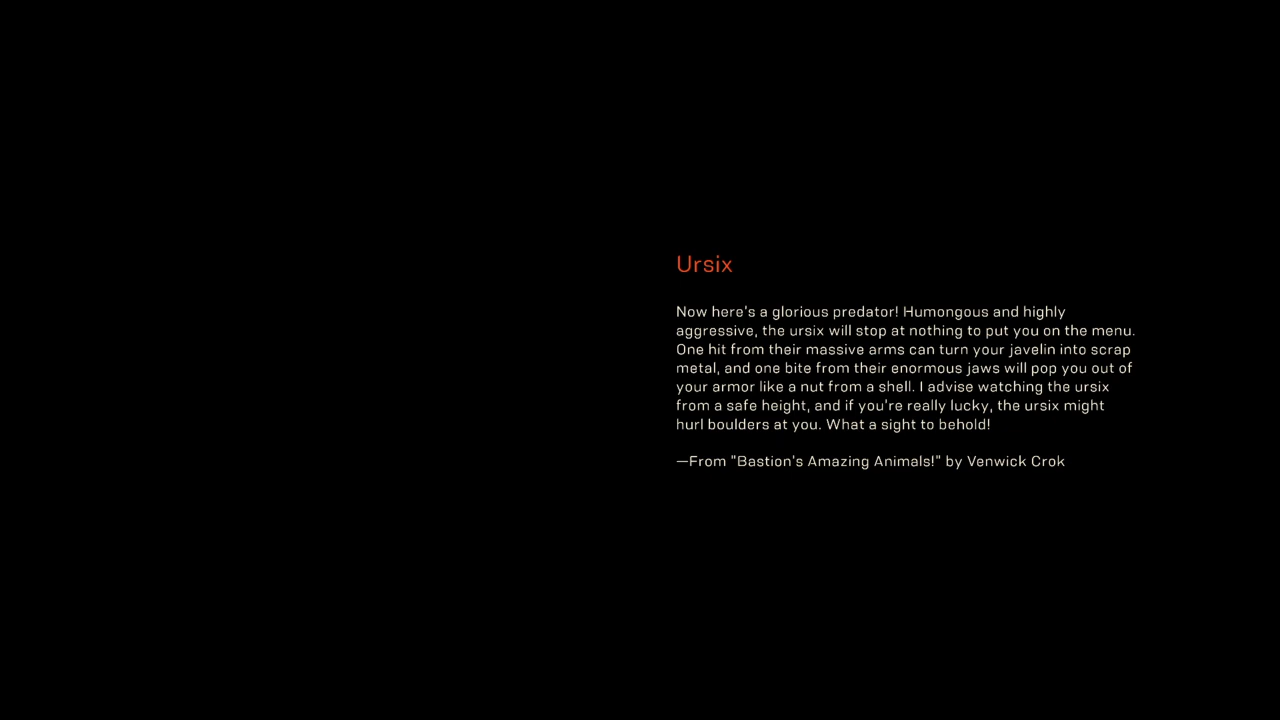 Ursix
Now here's a glorious predator! Humongous and highly
aggressive, the ursix will stop at nothing to put you on the menu.
One hit from their massive arms can turn your javelin into scrap
metal, and one bite from their enormous jaws will pop you out of
your armor like a nut from a shell. I advise watching the ursix
from a safe height, and if you're really lucky, the ursix might
hurl boulders at you. What a sight to behold!
—From "Bastion's Amazing Animals!" by Venwick Crok